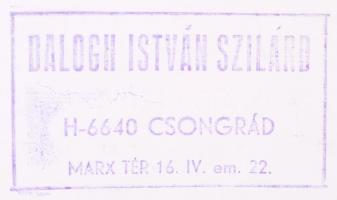 BALOGH ISTVÁN SZILÁRD
H-6640 CSONGRÁD
MARX TÉR 16. IV. em. 22.